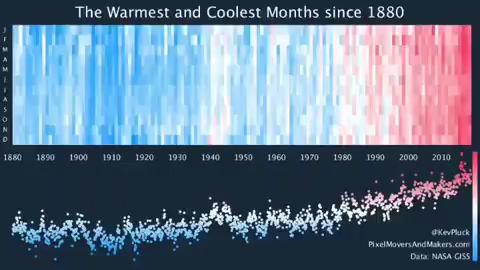 The Warmest and Coolest Months since 1880
J
F
M
A
M
J
J
A
S
O
N
D
1880 1890 1900 1910 1920 1930 1940 1950 1960 1970 1980 1990 2000 2010
@KevPluck
PixelMoversAndMakers.com
Data: NASA GISS